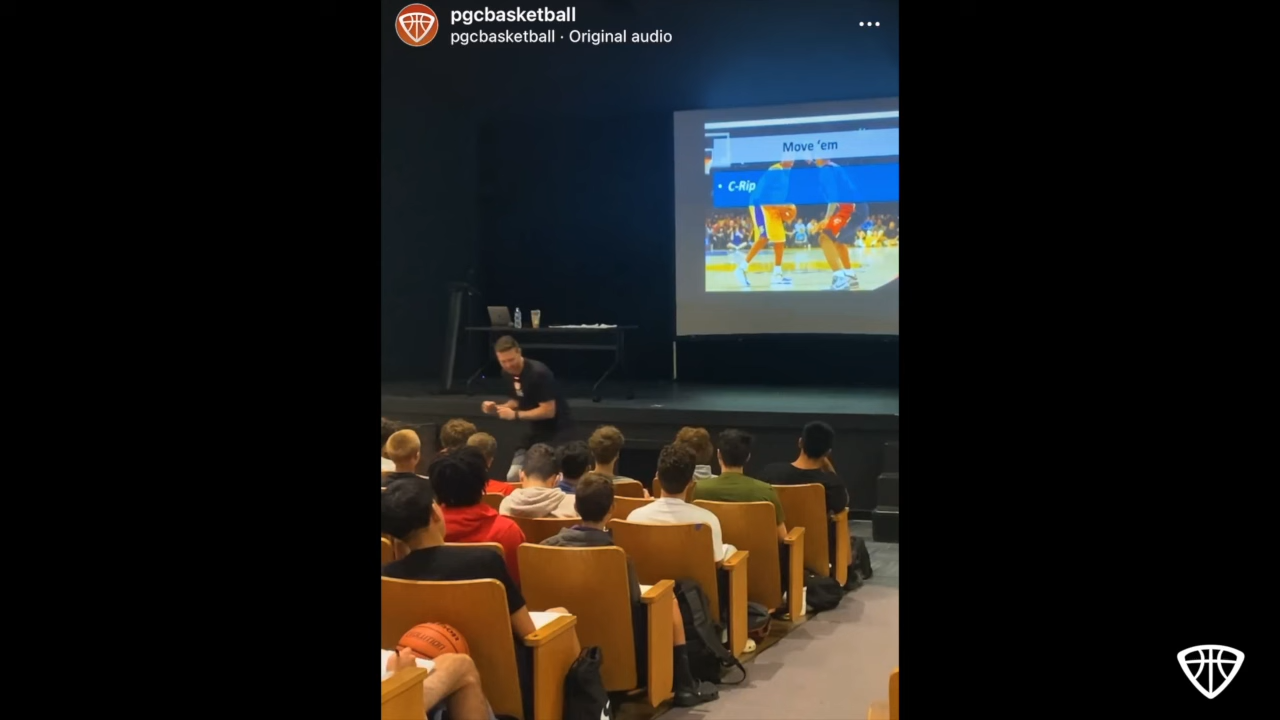 pgcbasketball
pgcbasketball · Original audio
Move ‘em
• C-Rip